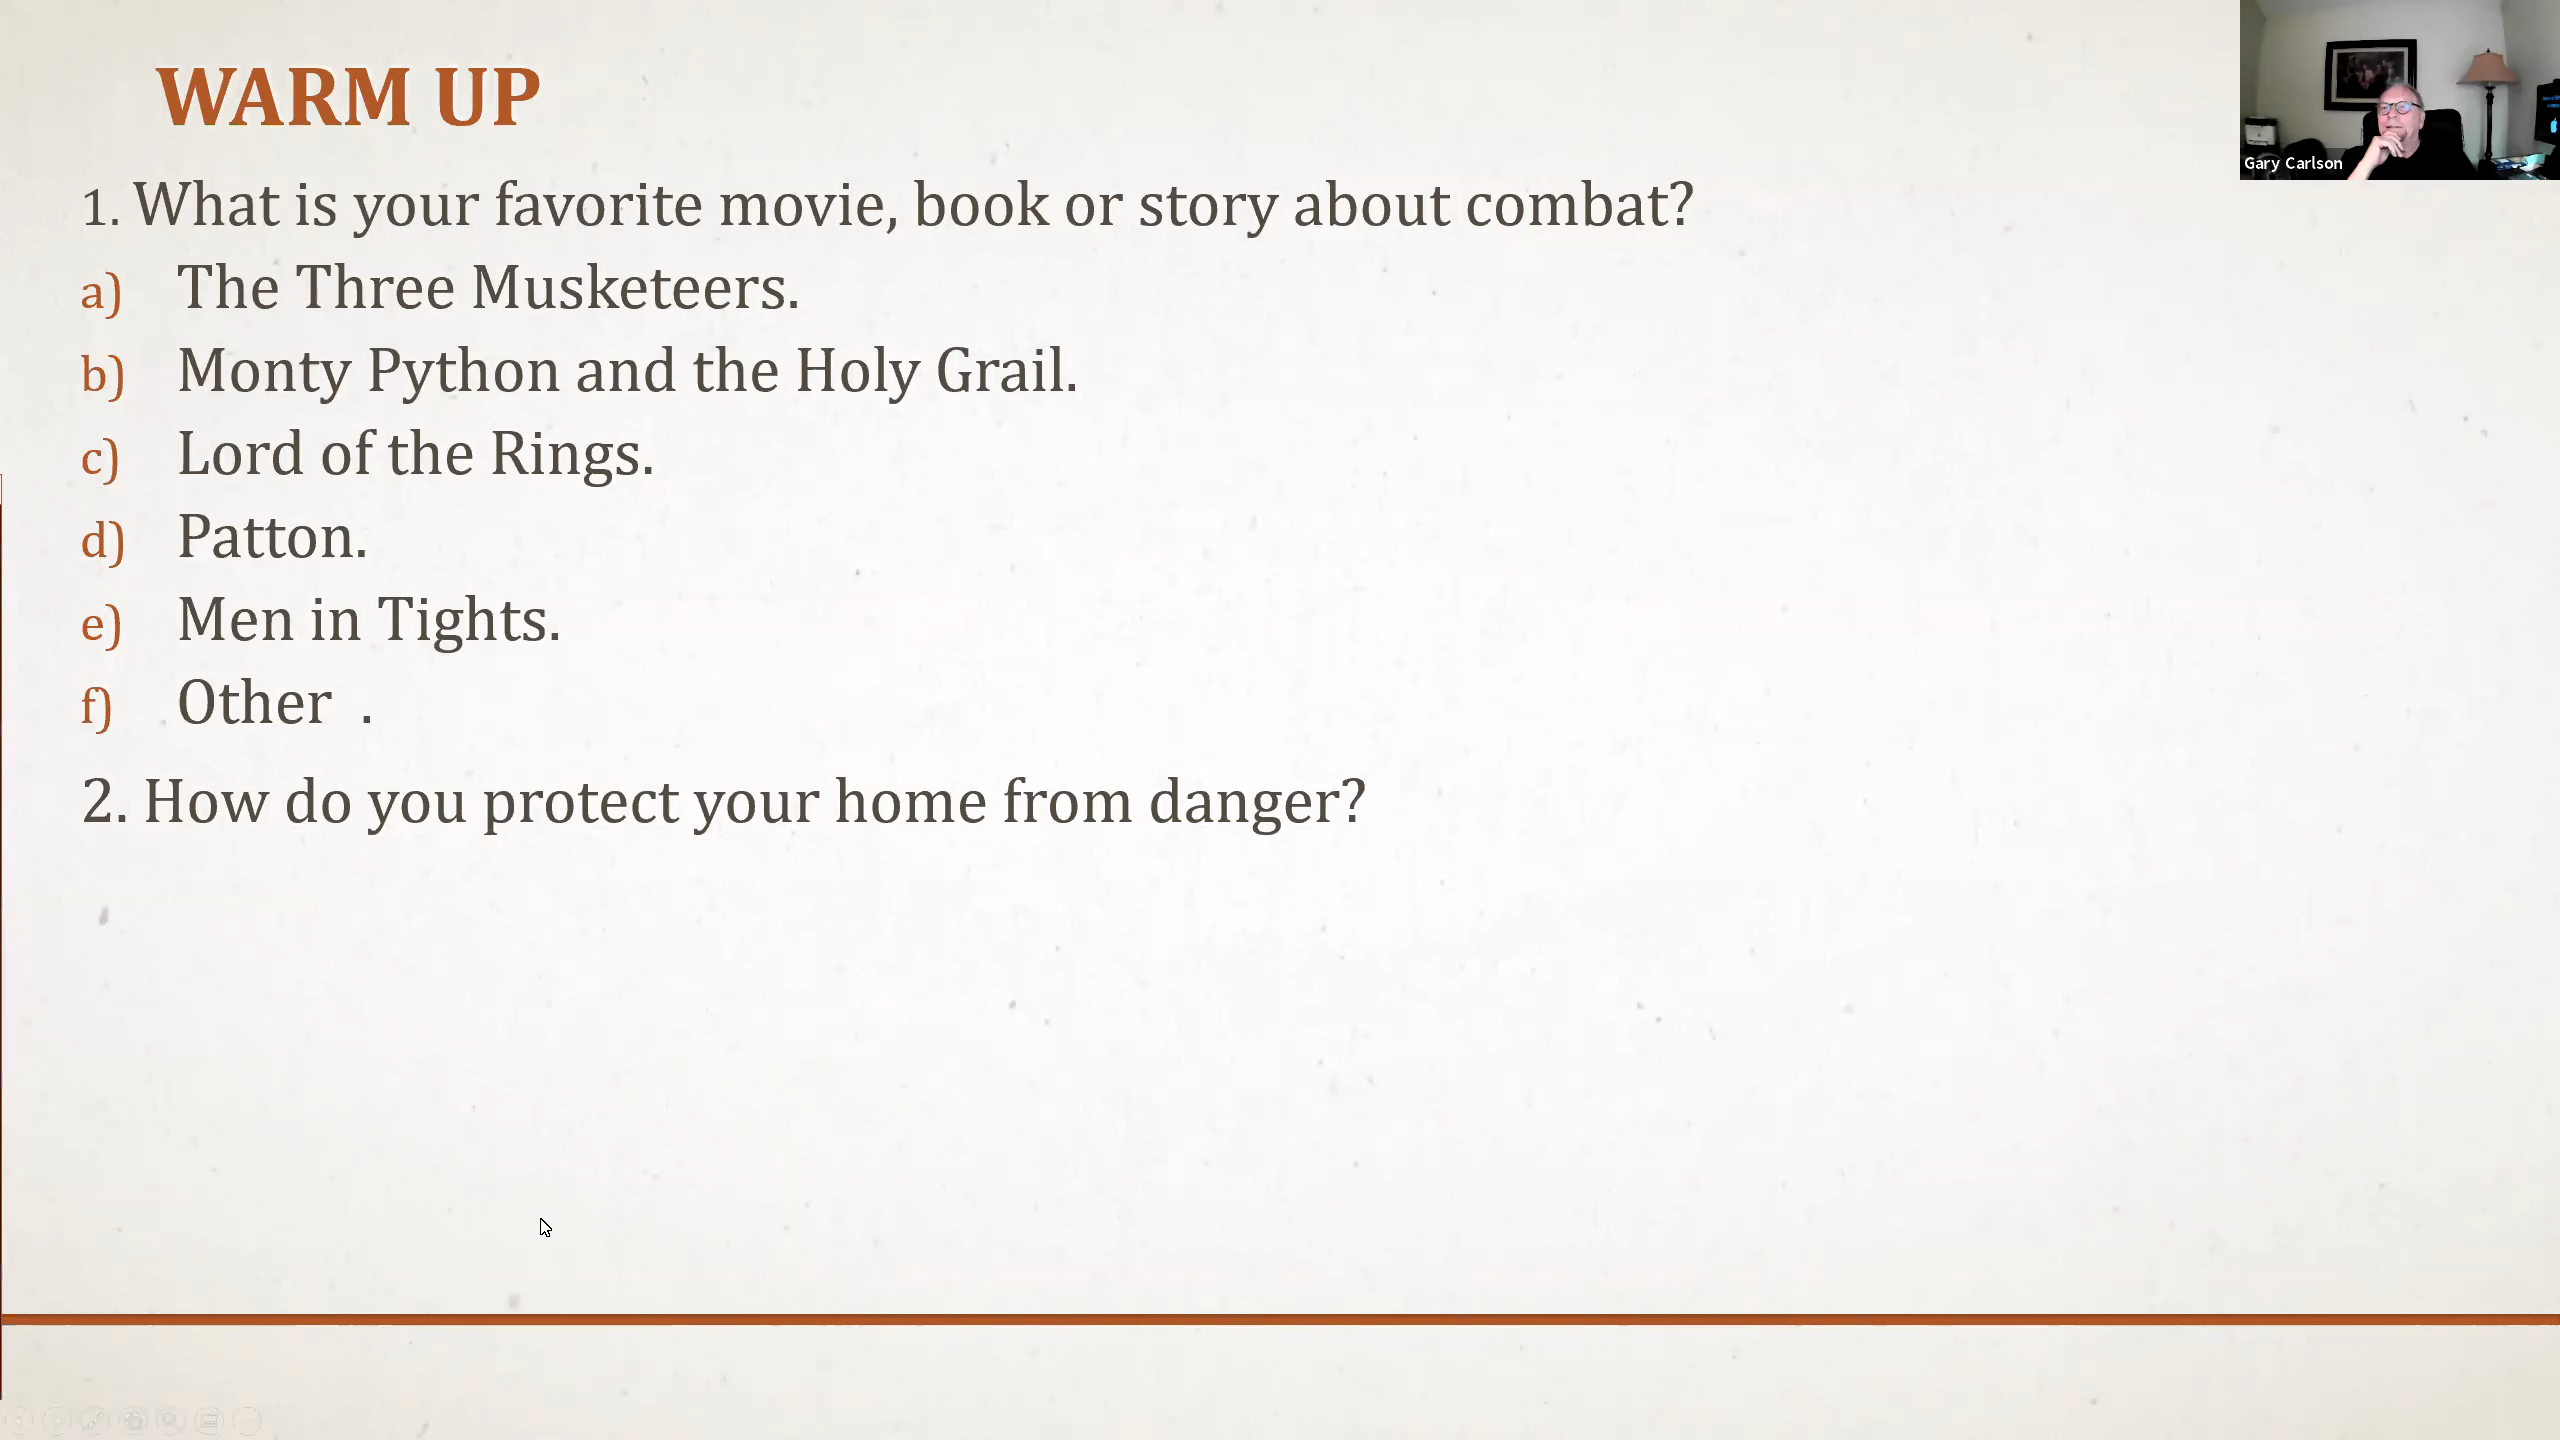 WARM UP
Gary Carlson
1. What is your favorite movie, book or story about combat?
a) The Three Musketeers.
b) Monty Python and the Holy Grail.
c) Lord of the Rings.
d) Patton.
e) Men in Tights.
f) Other .
2. How do you protect your home from danger?